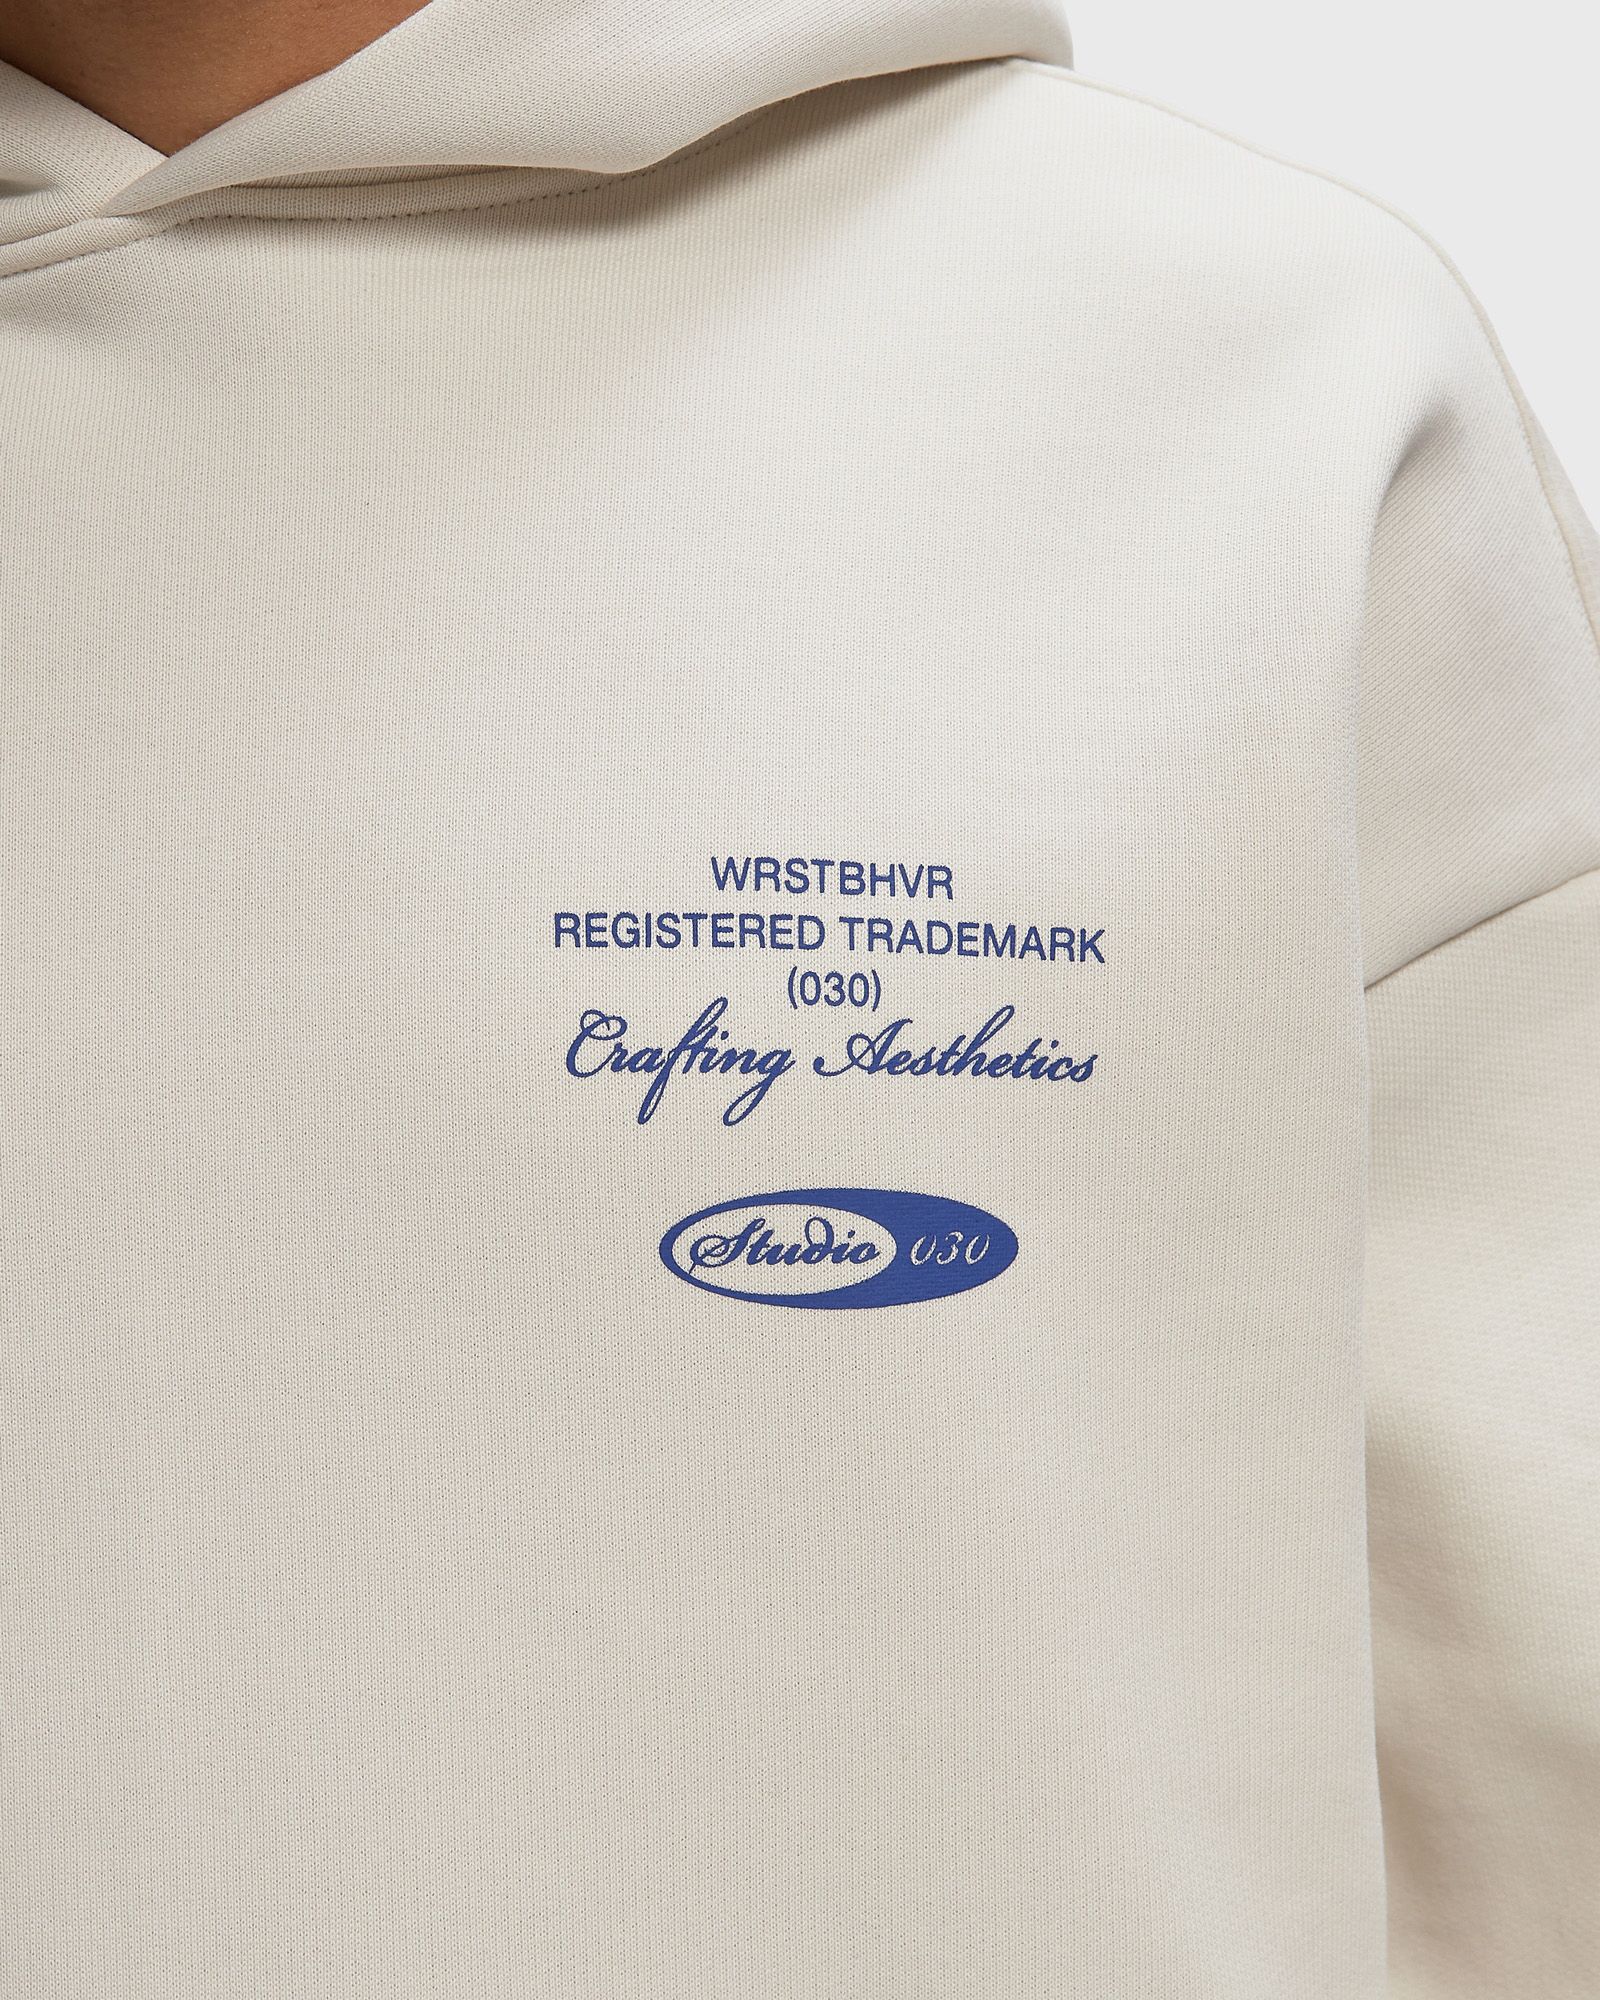 WRSTBHVR
REGISTERED TRADEMARK
(030)
Crafting Aesthetics
Studio 030